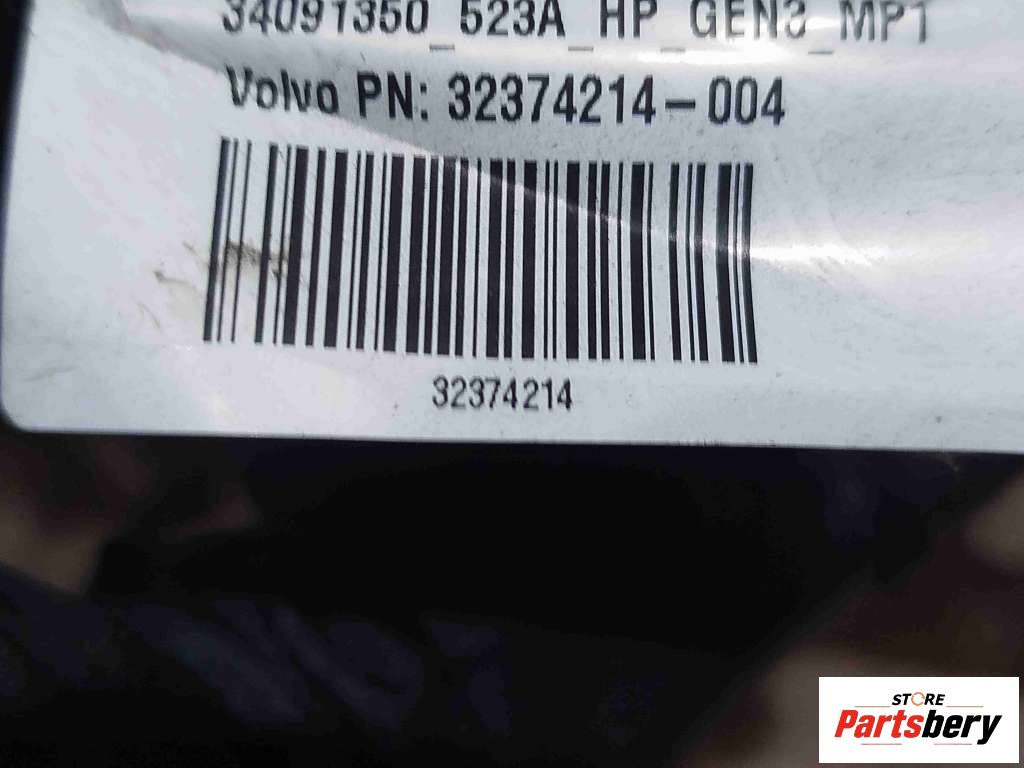 34091350_523A_HP_GEN3_MP1
Volvo PN: 32374214-004
32374214
STORE
Partsbery